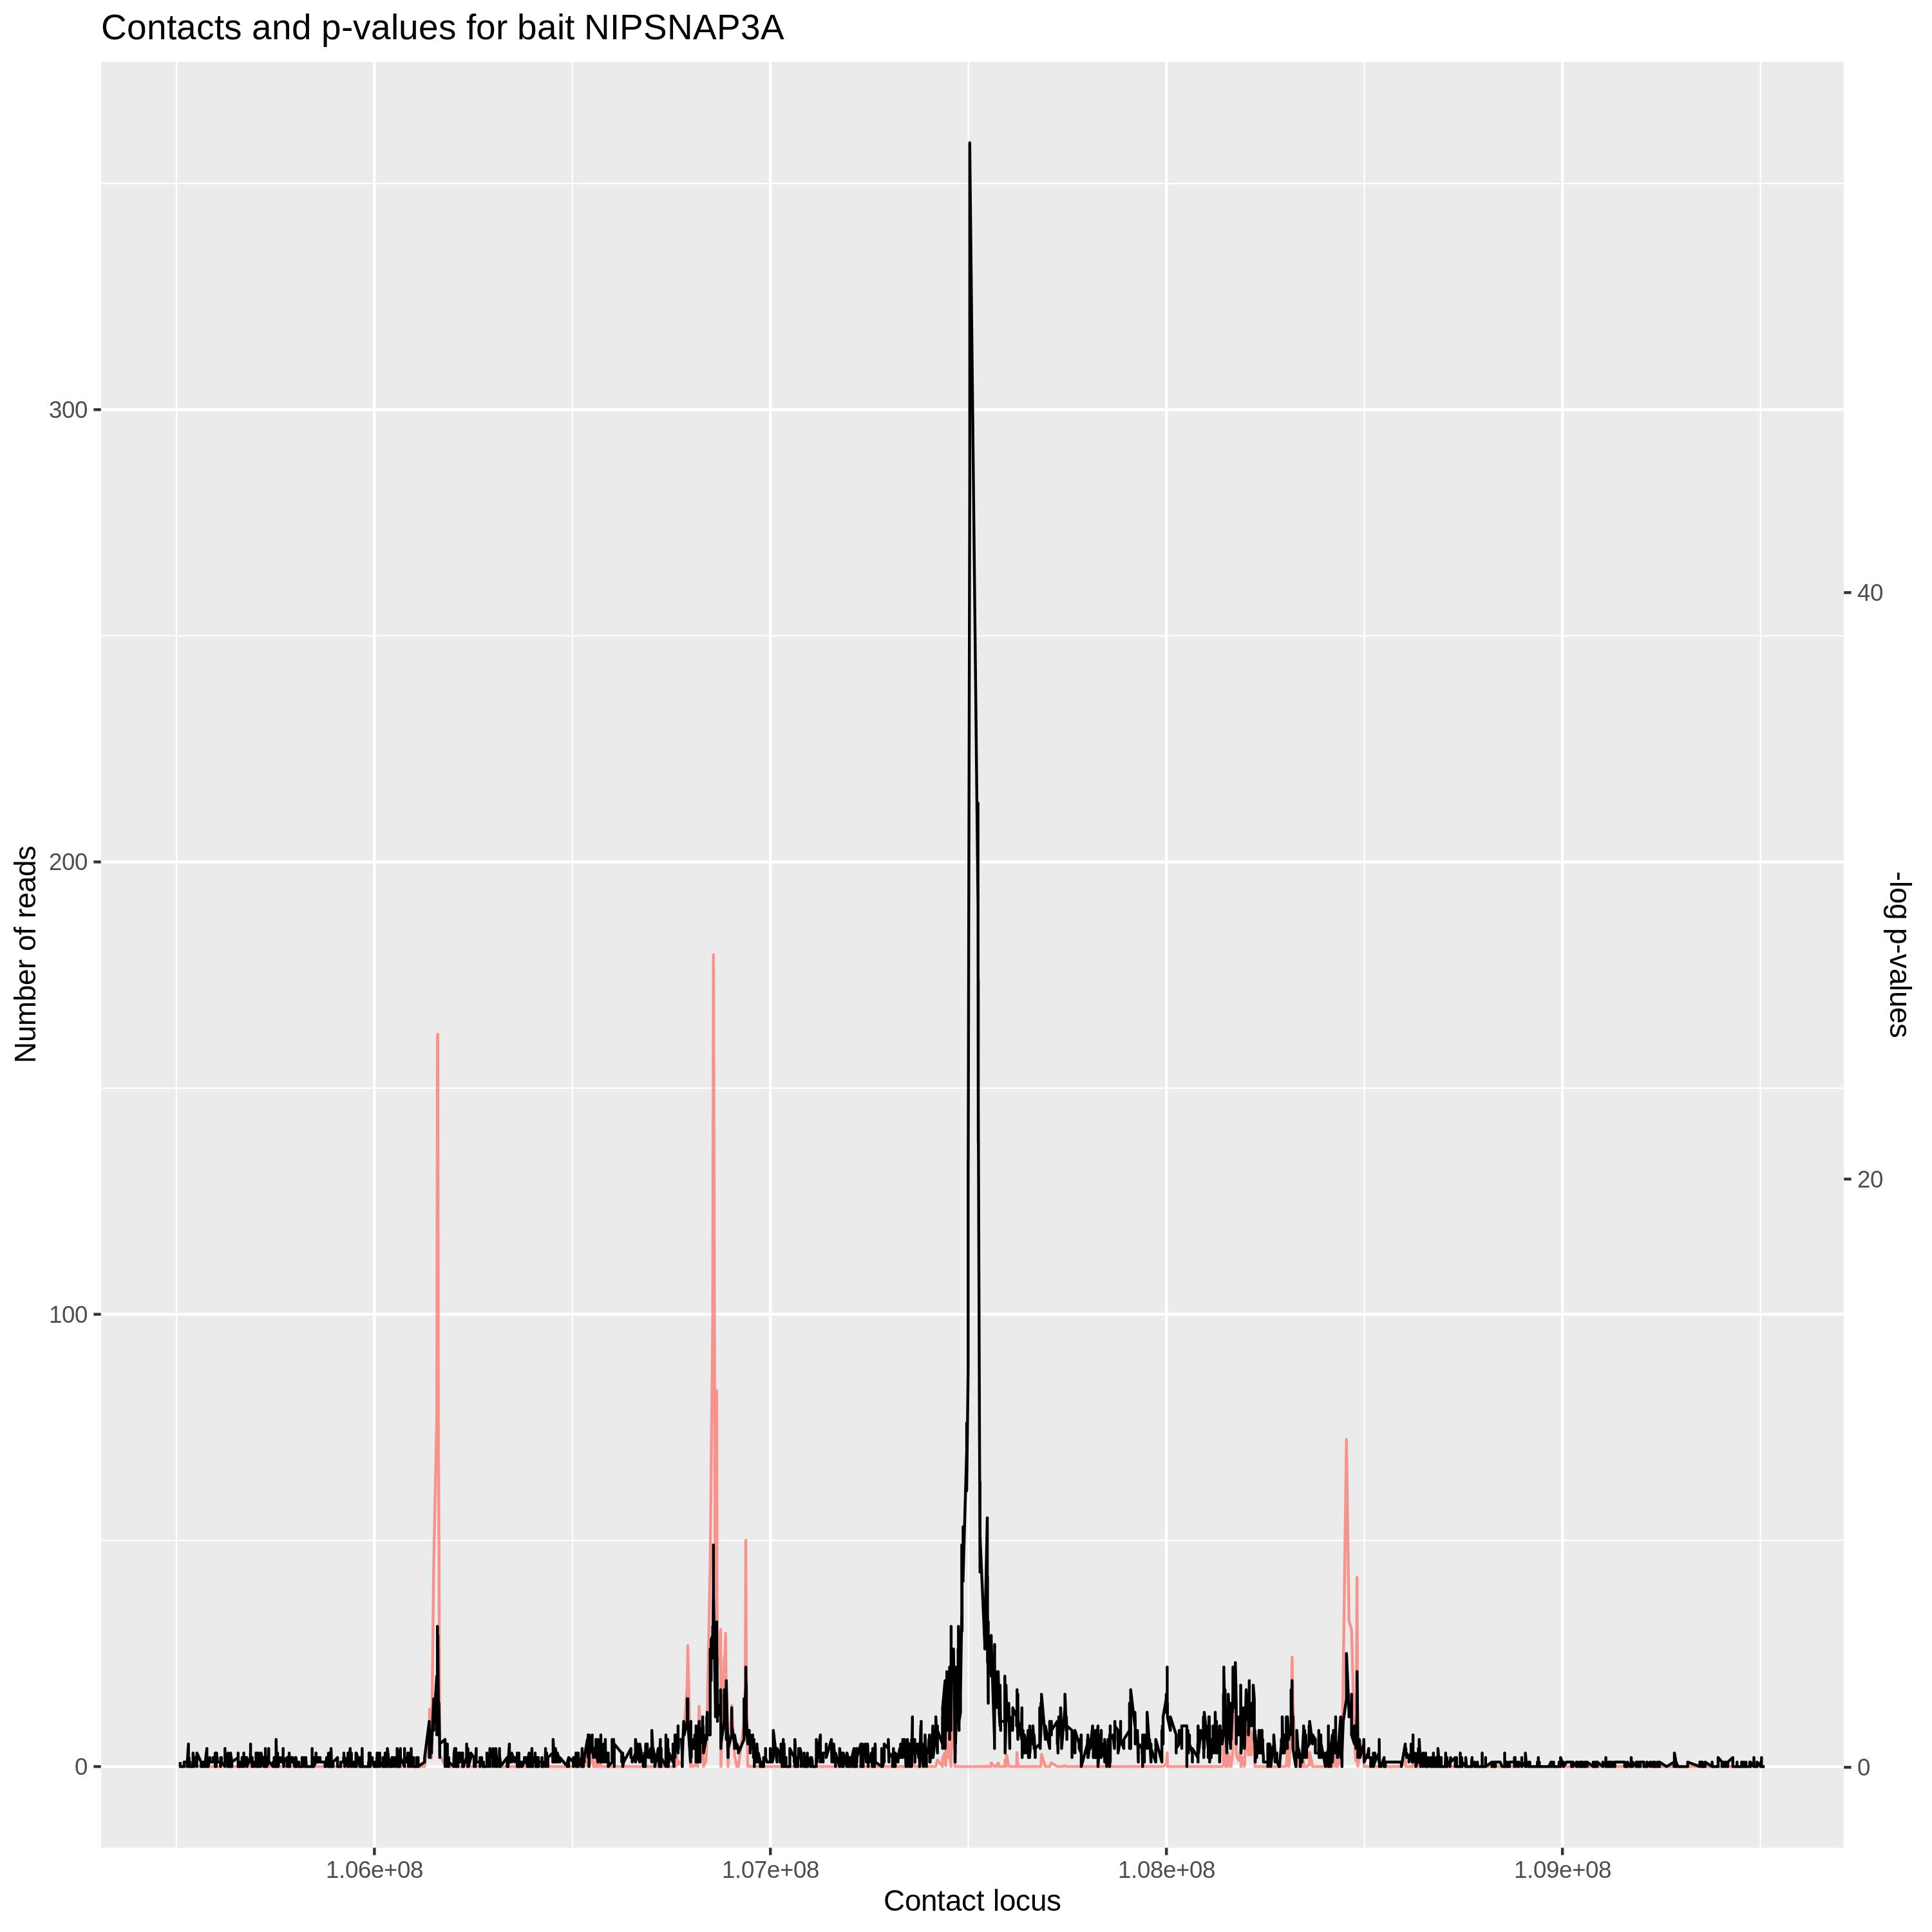 Contacts and p-values for bait NIPSNAP3A
300
200
100
0
Number of reads
40
20
0
-log p-values
1.06e+08
1.07e+08
1.08e+08
1.09e+08
Contact locus